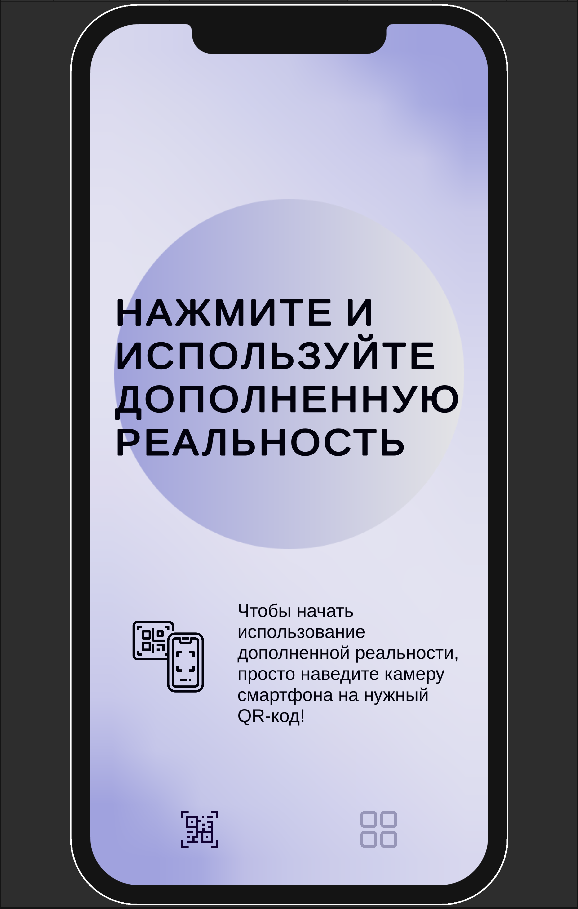 НАЖМИТЕ И
ИСПОЛЬЗУЙТЕ
ДОПОЛНЕННУЮ
РЕАЛЬНОСТЬ
Чтобы начать
использование
дополненной реальности,
просто наведите камеру
смартфона на нужный
QR-код!